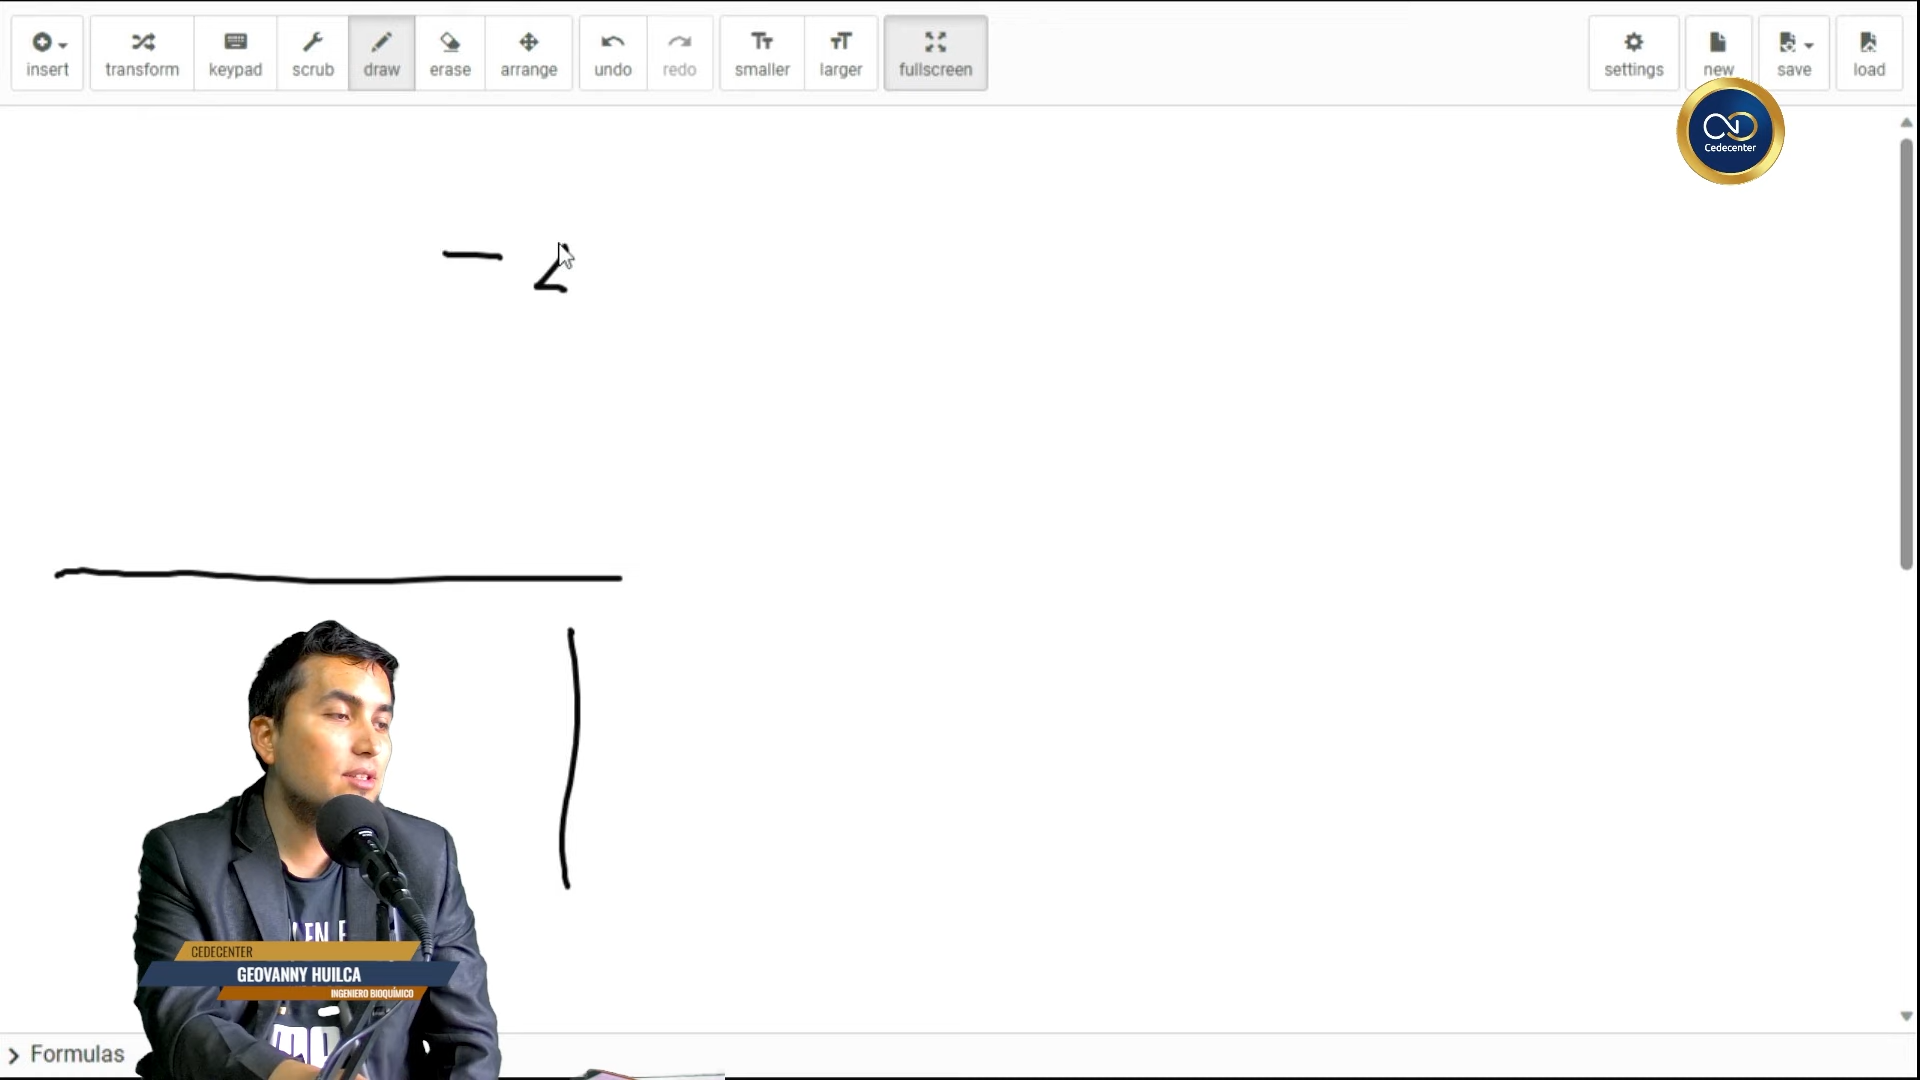 insert transform keypad scrub draw erase arrange undo redo smaller larger fullscreen settings new save load
Cedecenter
CEDECENTER
GEOVANNY HUILCA
INGENIERO BIOQUÍMICO
Formulas